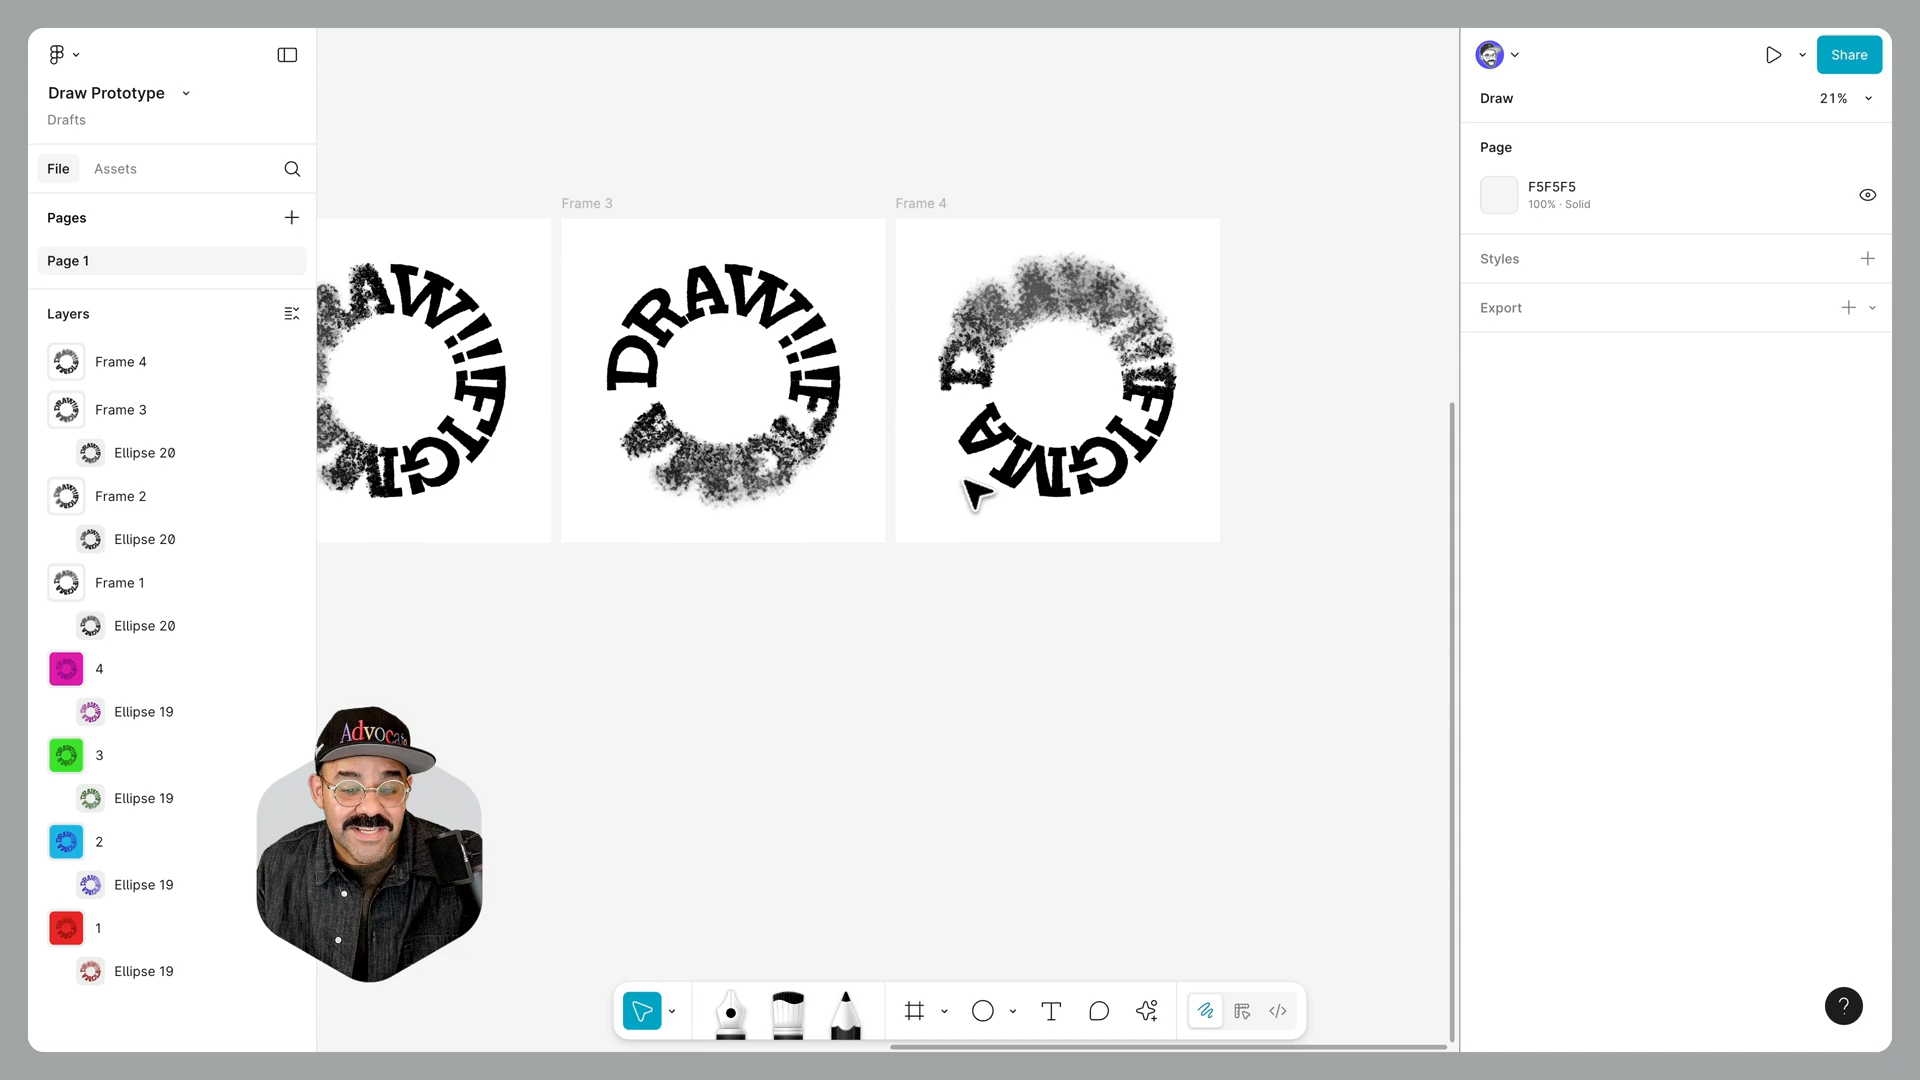 Draw Prototype
Drafts
File
Assets
Pages
Page 1
Layers
Frame 4
Frame 3
Ellipse 20
Frame 2
Ellipse 20
Frame 1
Ellipse 20
4
Ellipse 19
3
Ellipse 19
2
Ellipse 19
1
Ellipse 19
Frame 3
Frame 4
DRAW!!!FIGMA
Share
Draw
21%
Page
F5F5F5
100% · Solid
Styles
Export
?